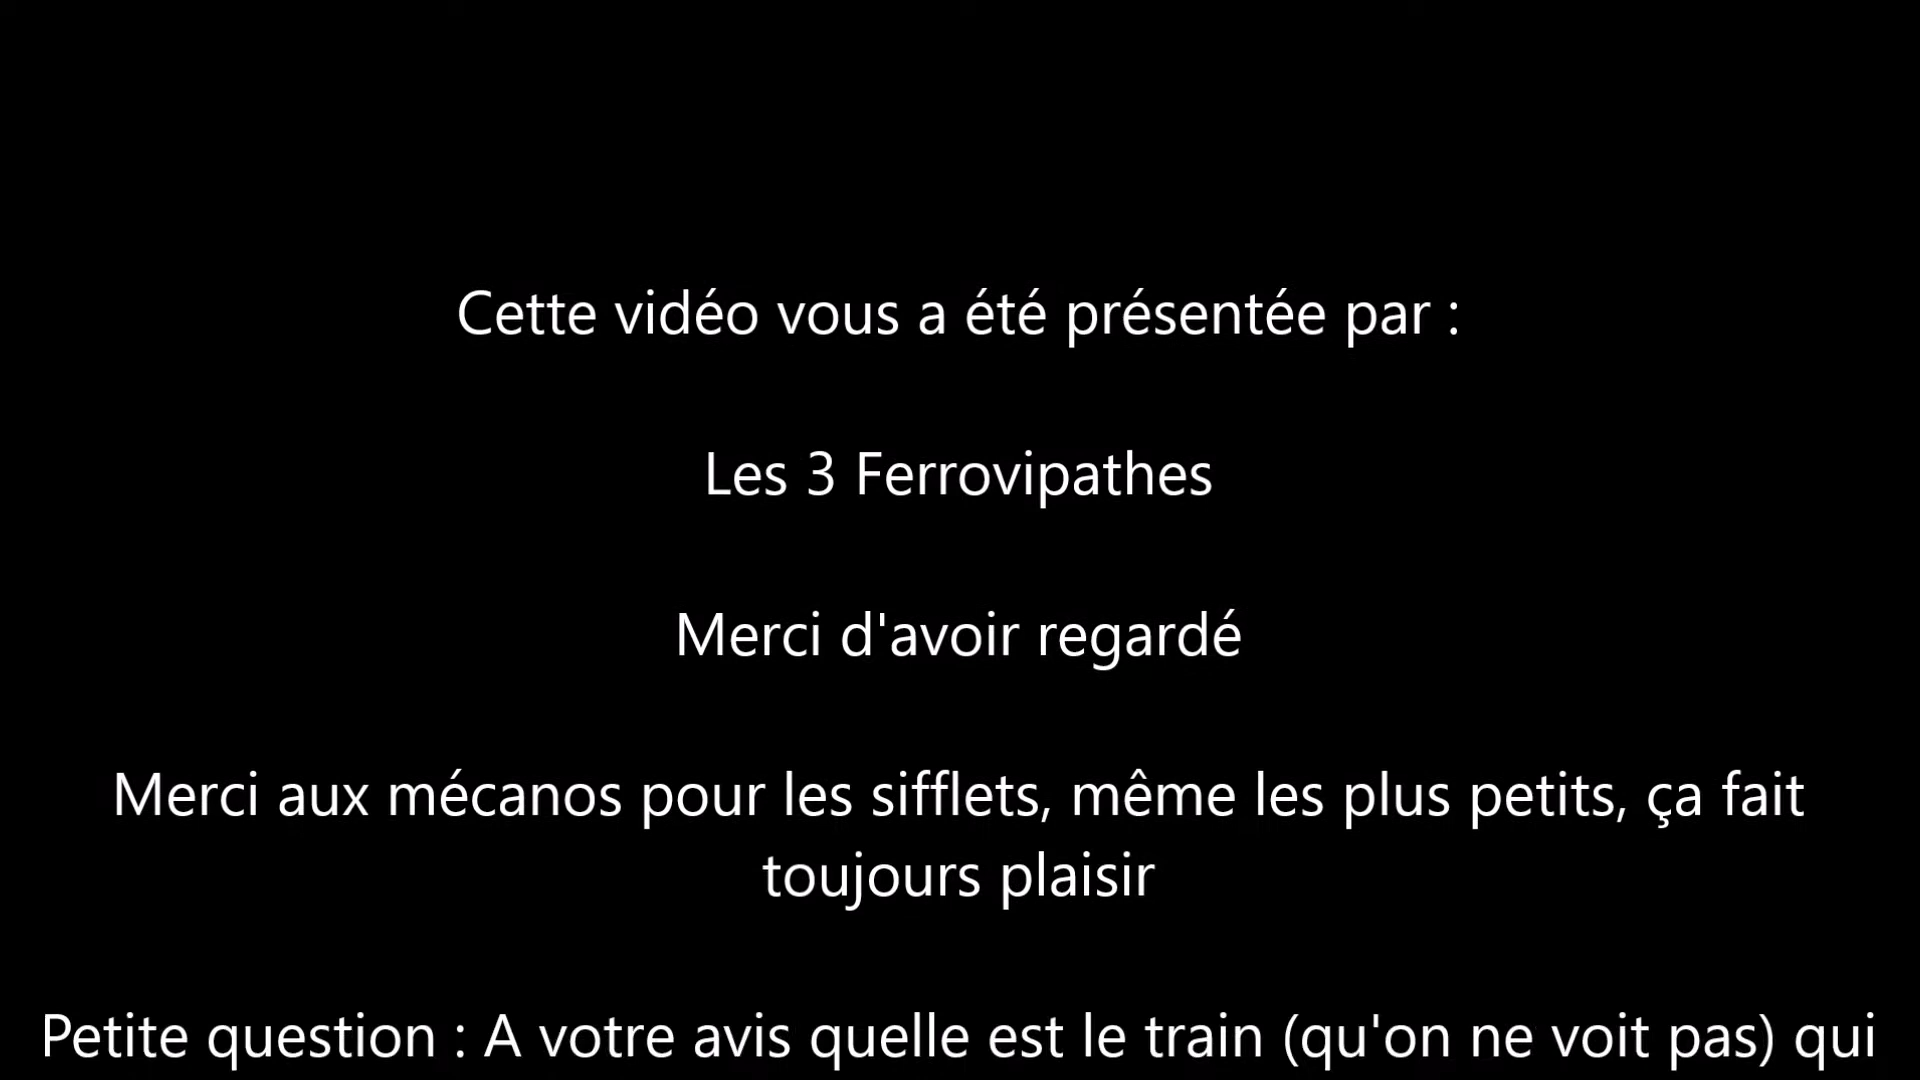 Cette vidéo vous a été présentée par :
Les 3 Ferrovipathes
Merci d'avoir regardé
Merci aux mécanos pour les sifflets, même les plus petits, ça fait
toujours plaisir
Petite question : A votre avis quelle est le train (qu'on ne voit pas) qui